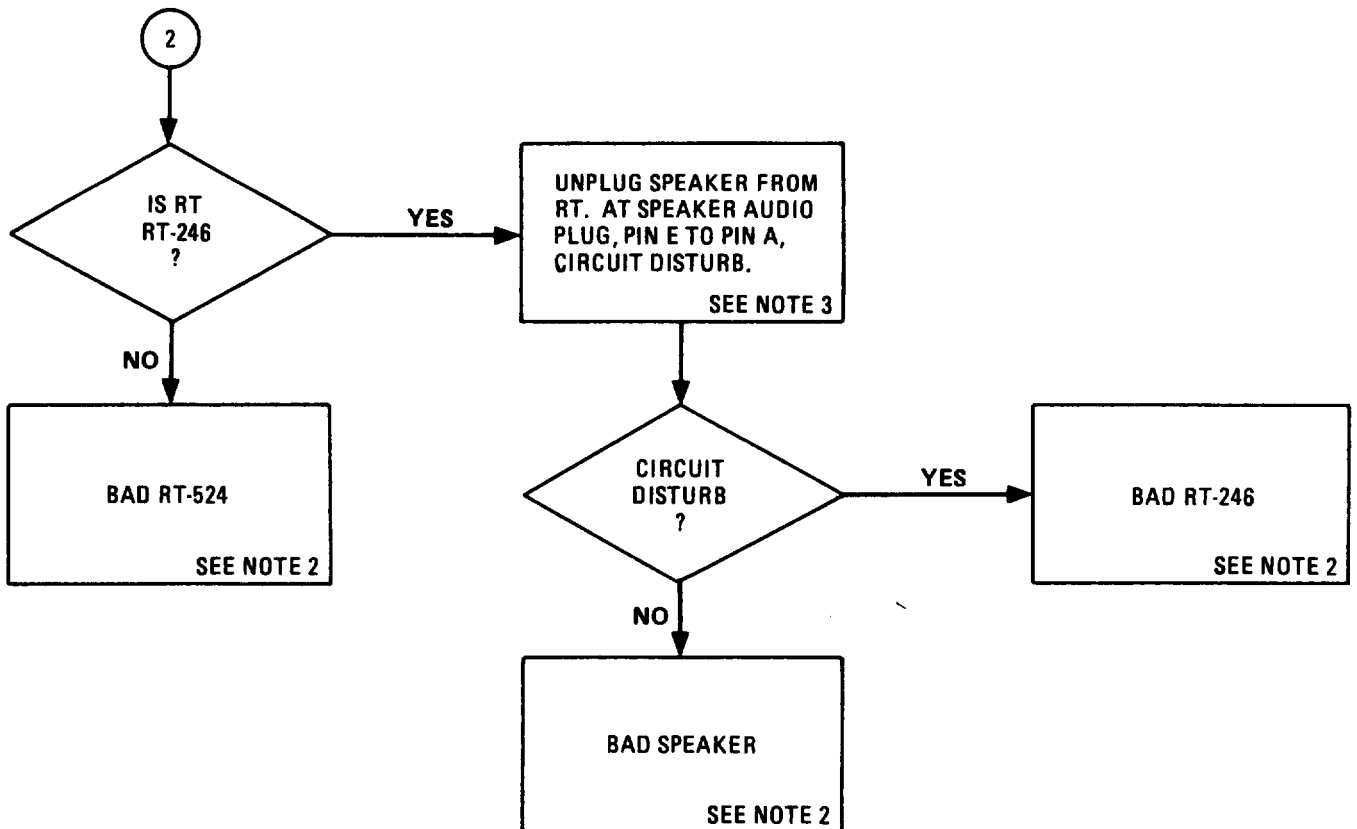 2
IS RT
RT-246
?
YES
UNPLUG SPEAKER FROM
RT. AT SPEAKER AUDIO
PLUG, PIN E TO PIN A,
CIRCUIT DISTURB.
SEE NOTE 3
NO
BAD RT-524
SEE NOTE 2
CIRCUIT
DISTURB
?
YES
BAD RT-246
SEE NOTE 2
NO
BAD SPEAKER
SEE NOTE 2